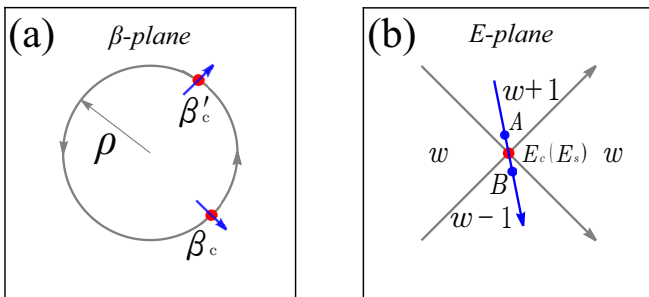 (a)
β-plane
β'c
ρ
βc
(b)
E-plane
w+1
A
w
Ec(Es)
w
B
w-1